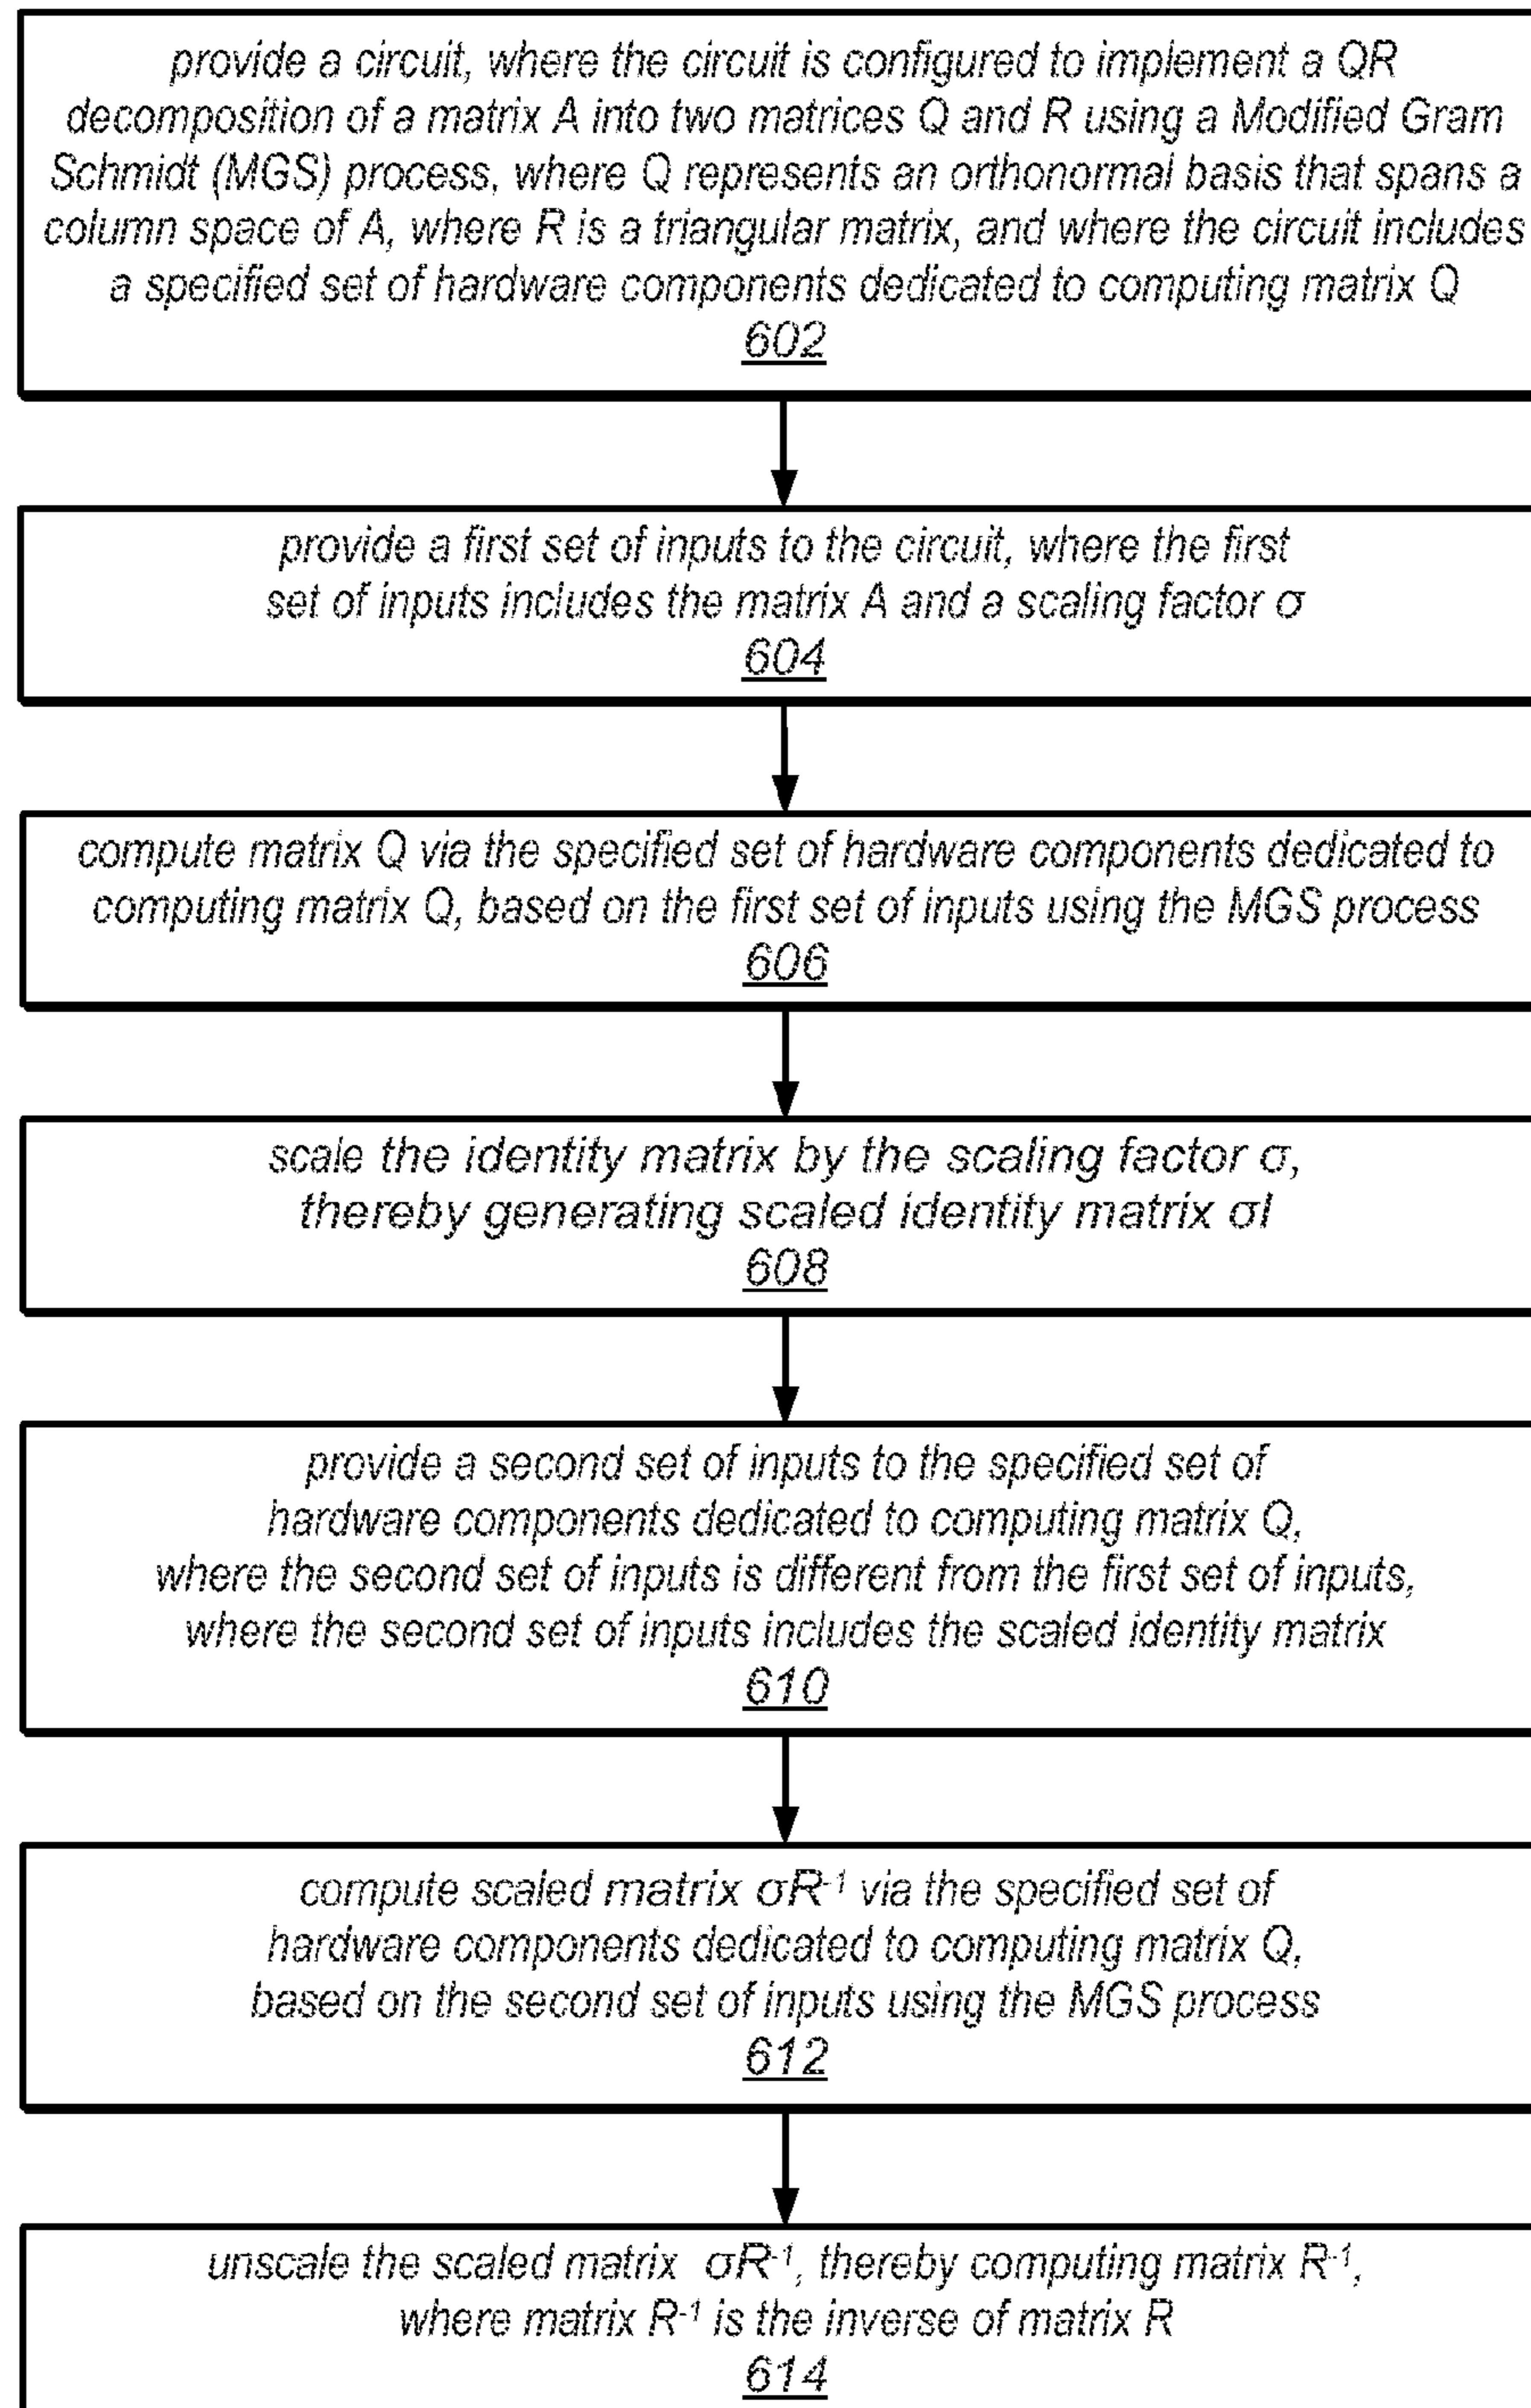 provide a circuit, where the circuit is configured to implement a QR
decomposition of a matrix A into two matrices Q and R using a Modified Gram
Schmidt (MGS) process, where Q represents an orthonormal basis that spans a
column space of A, where R is a triangular matrix, and where the circuit includes
a specified set of hardware components dedicated to computing matrix Q
602
provide a first set of inputs to the circuit, where the first
set of inputs includes the matrix A and a scaling factor σ
604
compute matrix Q via the specified set of hardware components dedicated to
computing matrix Q, based on the first set of inputs using the MGS process
606
scale the identity matrix by the scaling factor σ,
thereby generating scaled identity matrix σI
608
provide a second set of inputs to the specified set of
hardware components dedicated to computing matrix Q,
where the second set of inputs is different from the first set of inputs,
where the second set of inputs includes the scaled identity matrix
610
compute scaled matrix σR⁻¹ via the specified set of
hardware components dedicated to computing matrix Q,
based on the second set of inputs using the MGS process
612
unscale the scaled matrix σR⁻¹, thereby computing matrix R⁻¹,
where matrix R⁻¹ is the inverse of matrix R
614